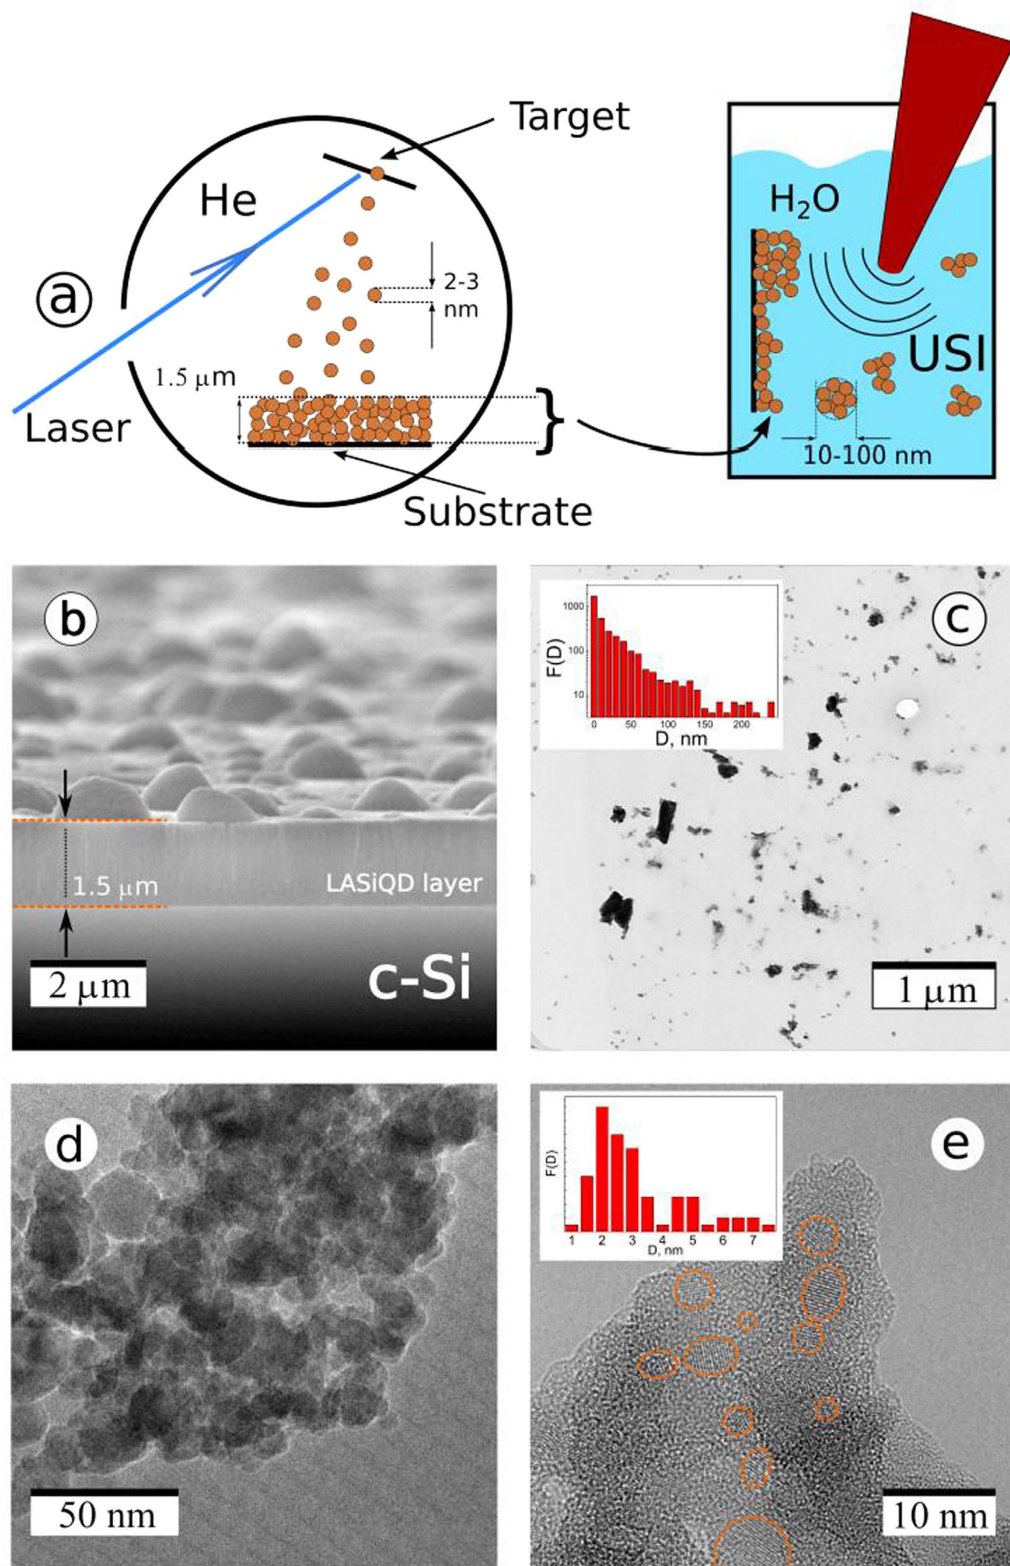 Target
He
H₂O
a
2-3
nm
USI
1.5 μm
Laser
10-100 nm
Substrate
b
1.5 μm
LASiQD layer
2 μm
c-Si
c
F(D)
1000
100
10
0 50 100 150 200
D, nm
1 μm
d
50 nm
e
F(D)
1 2 3 4 5 6 7
D, nm
10 nm